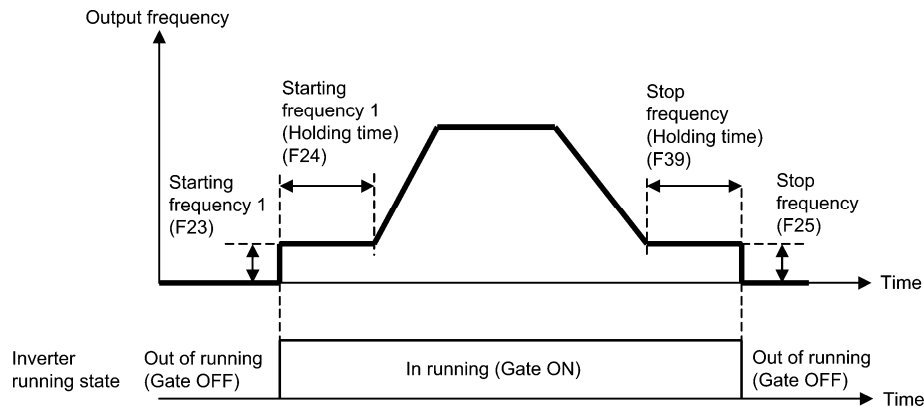 Output frequency
Starting
frequency 1
(Holding time)
(F24)
Stop
frequency
(Holding time)
(F39)
Starting
frequency 1
(F23)
Stop
frequency
(F25)
Time
Inverter
running state
Out of running
(Gate OFF)
In running (Gate ON)
Out of running
(Gate OFF)
Time